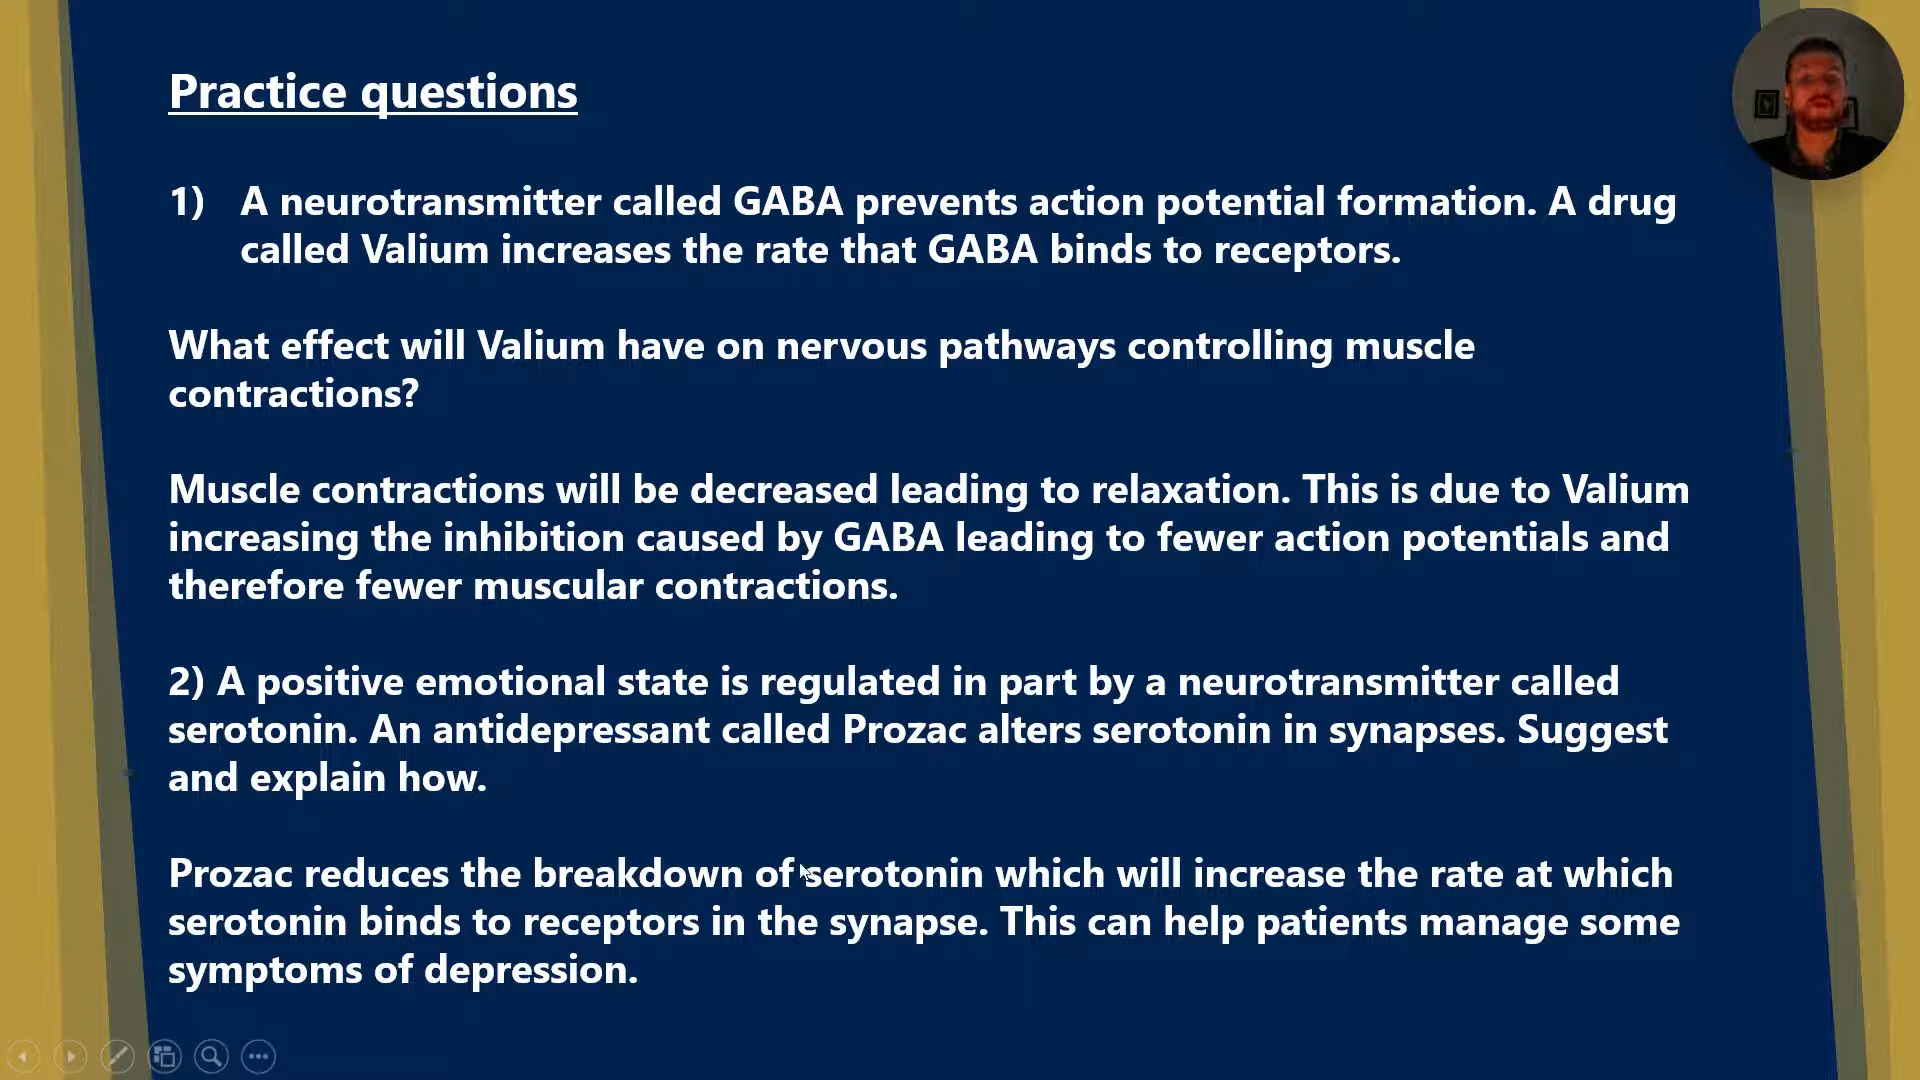 Practice questions
1) A neurotransmitter called GABA prevents action potential formation. A drug
called Valium increases the rate that GABA binds to receptors.
What effect will Valium have on nervous pathways controlling muscle
contractions?
Muscle contractions will be decreased leading to relaxation. This is due to Valium
increasing the inhibition caused by GABA leading to fewer action potentials and
therefore fewer muscular contractions.
2) A positive emotional state is regulated in part by a neurotransmitter called
serotonin. An antidepressant called Prozac alters serotonin in synapses. Suggest
and explain how.
Prozac reduces the breakdown of serotonin which will increase the rate at which
serotonin binds to receptors in the synapse. This can help patients manage some
symptoms of depression.